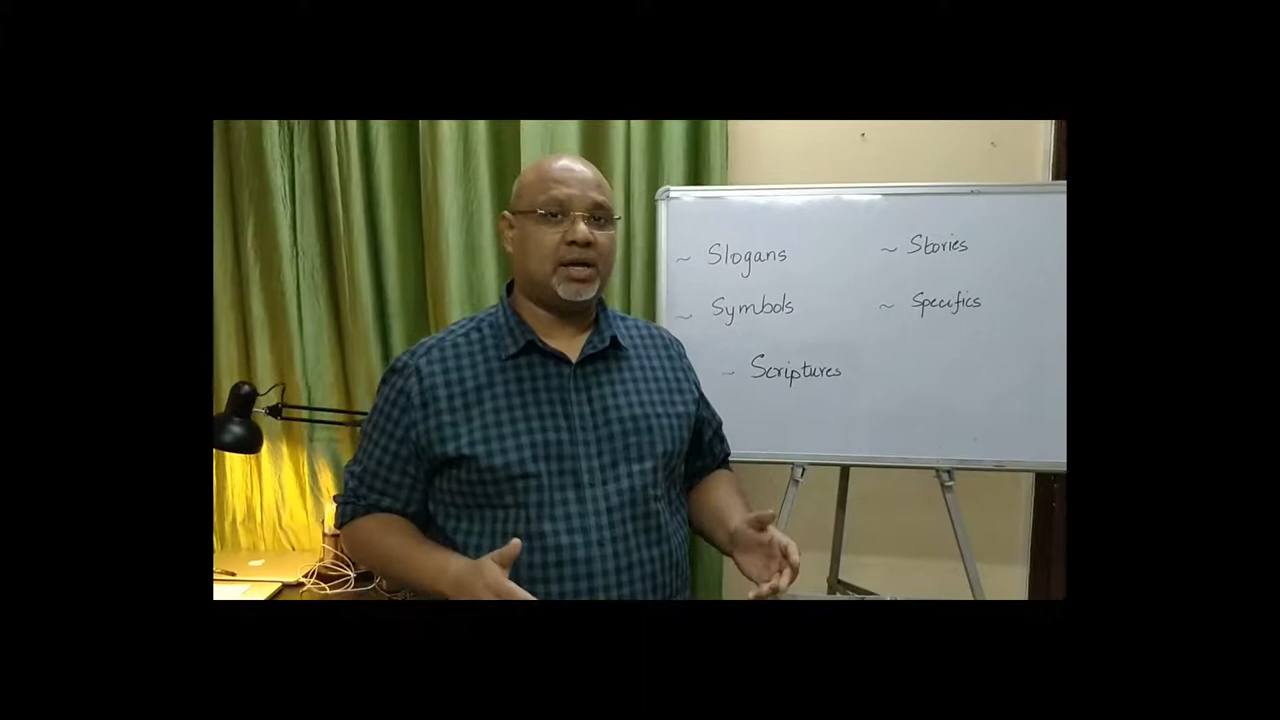 ~ Slogans
~ Stories
~ Symbols
~ Specifics
~ Scriptures